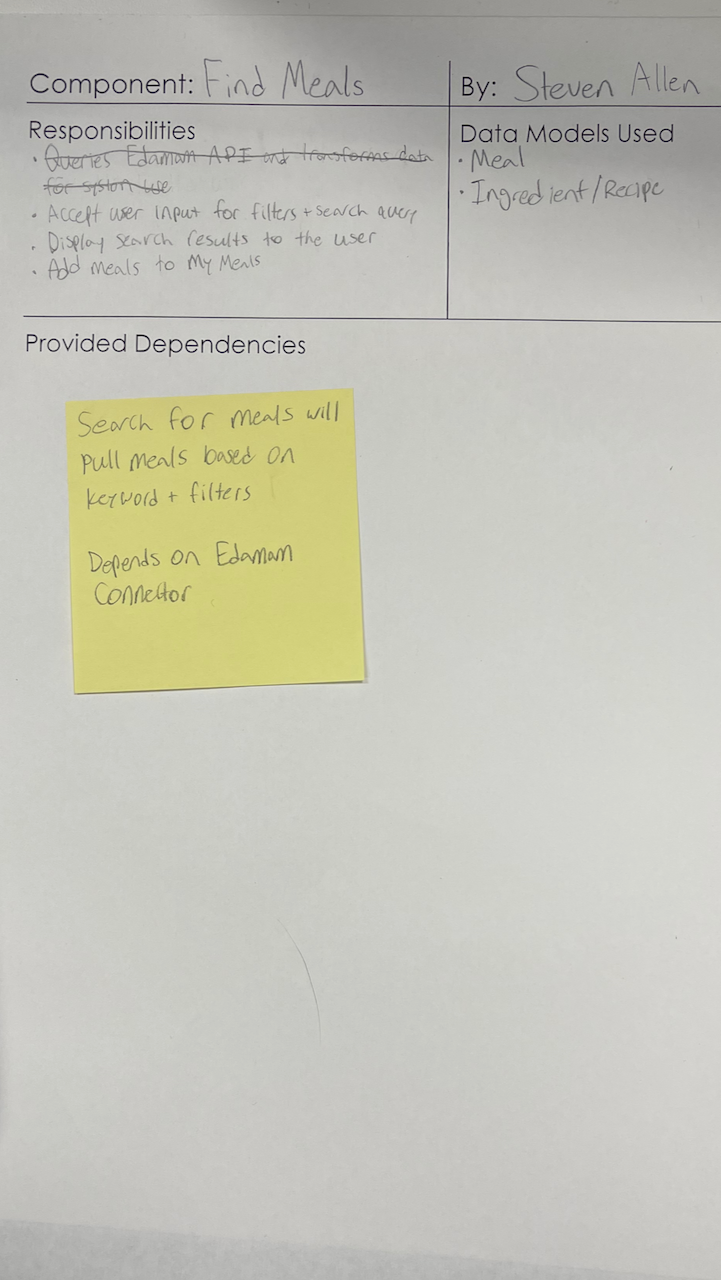 Component: Find Meals
By: Steven Allen
Responsibilities
· Queries Edamam API and transforms data
for system use
· Accept user input for filters + search query
· Display search results to the user
· Add meals to My Meals
Data Models Used
· Meal
· Ingredient/Recipe
Provided Dependencies
Search for meals will
pull meals based on
keyword + filters
Depends on Edamam
Connector